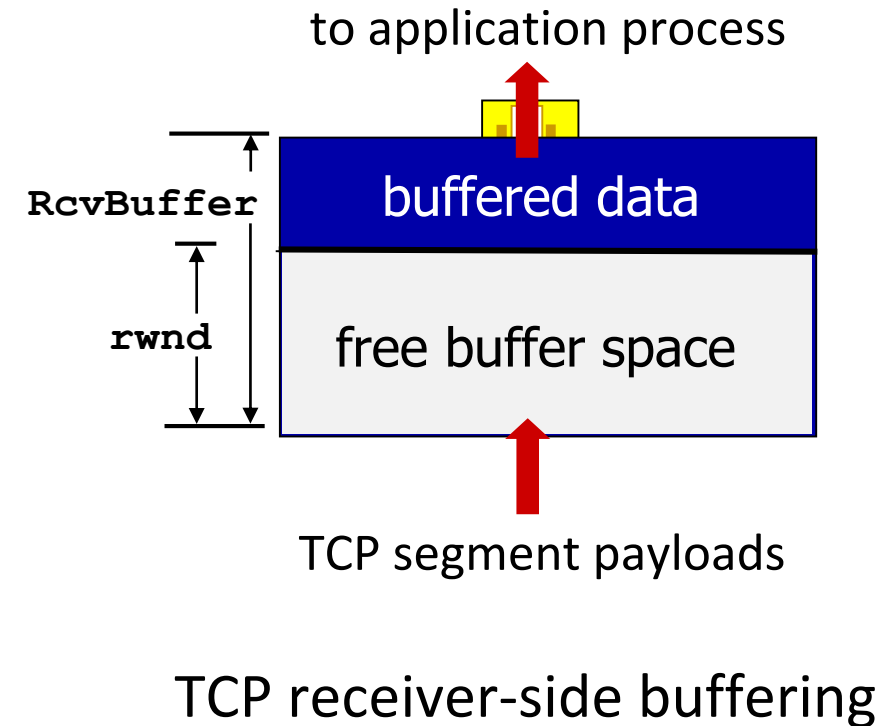 to application process
RcvBuffer
buffered data
rwnd
free buffer space
TCP segment payloads
TCP receiver-side buffering